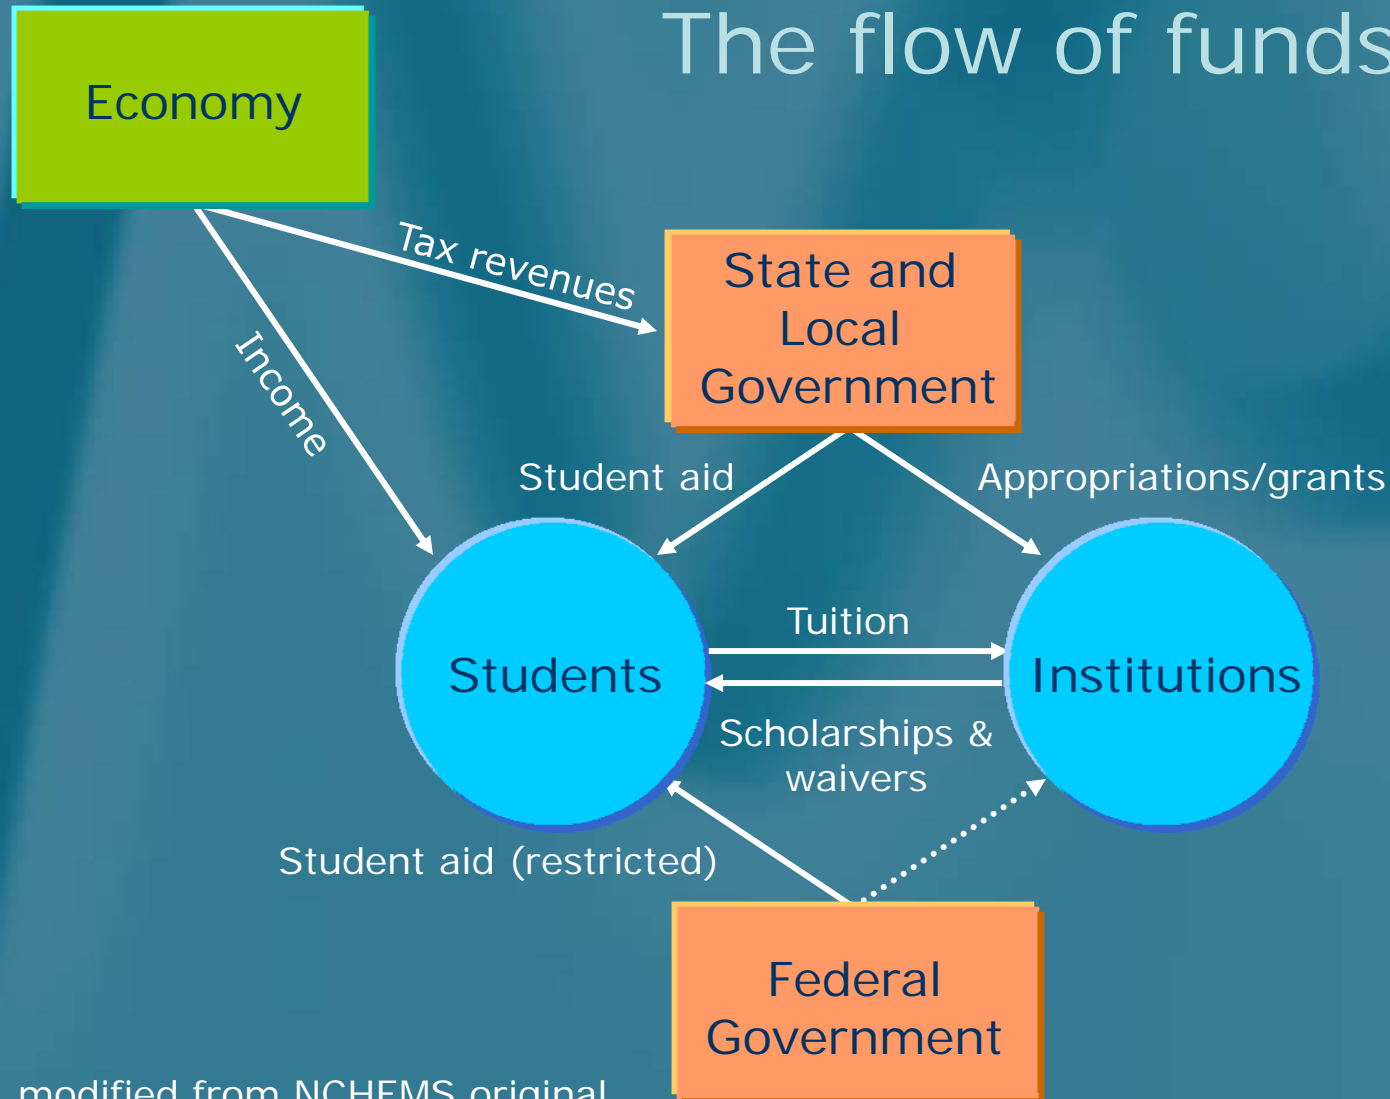 The flow of funds
Economy
Tax revenues
Income
State and
Local
Government
Student aid
Appropriations/grants
Tuition
Students
Institutions
Scholarships &
waivers
Student aid (restricted)
Federal
Government
modified from NCHEMS original